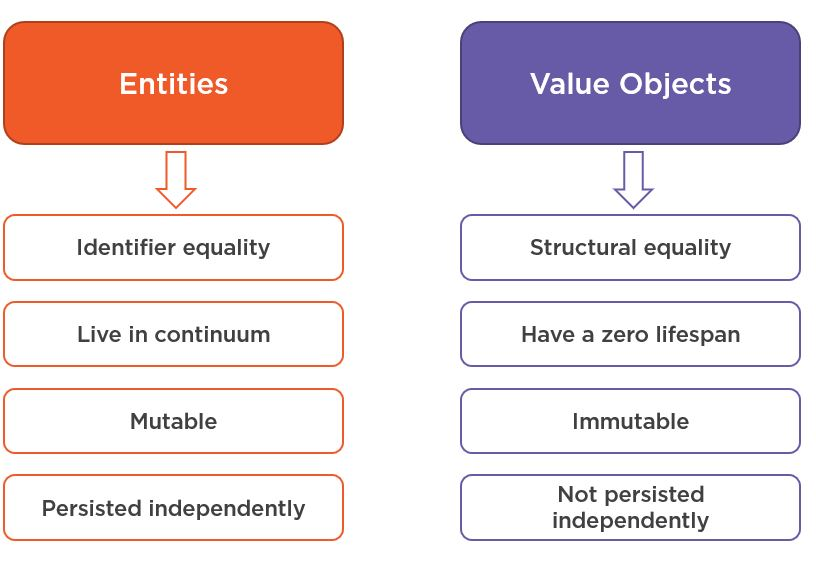 Entities
Value Objects
Identifier equality
Structural equality
Live in continuum
Have a zero lifespan
Mutable
Immutable
Persisted independently
Not persisted
independently